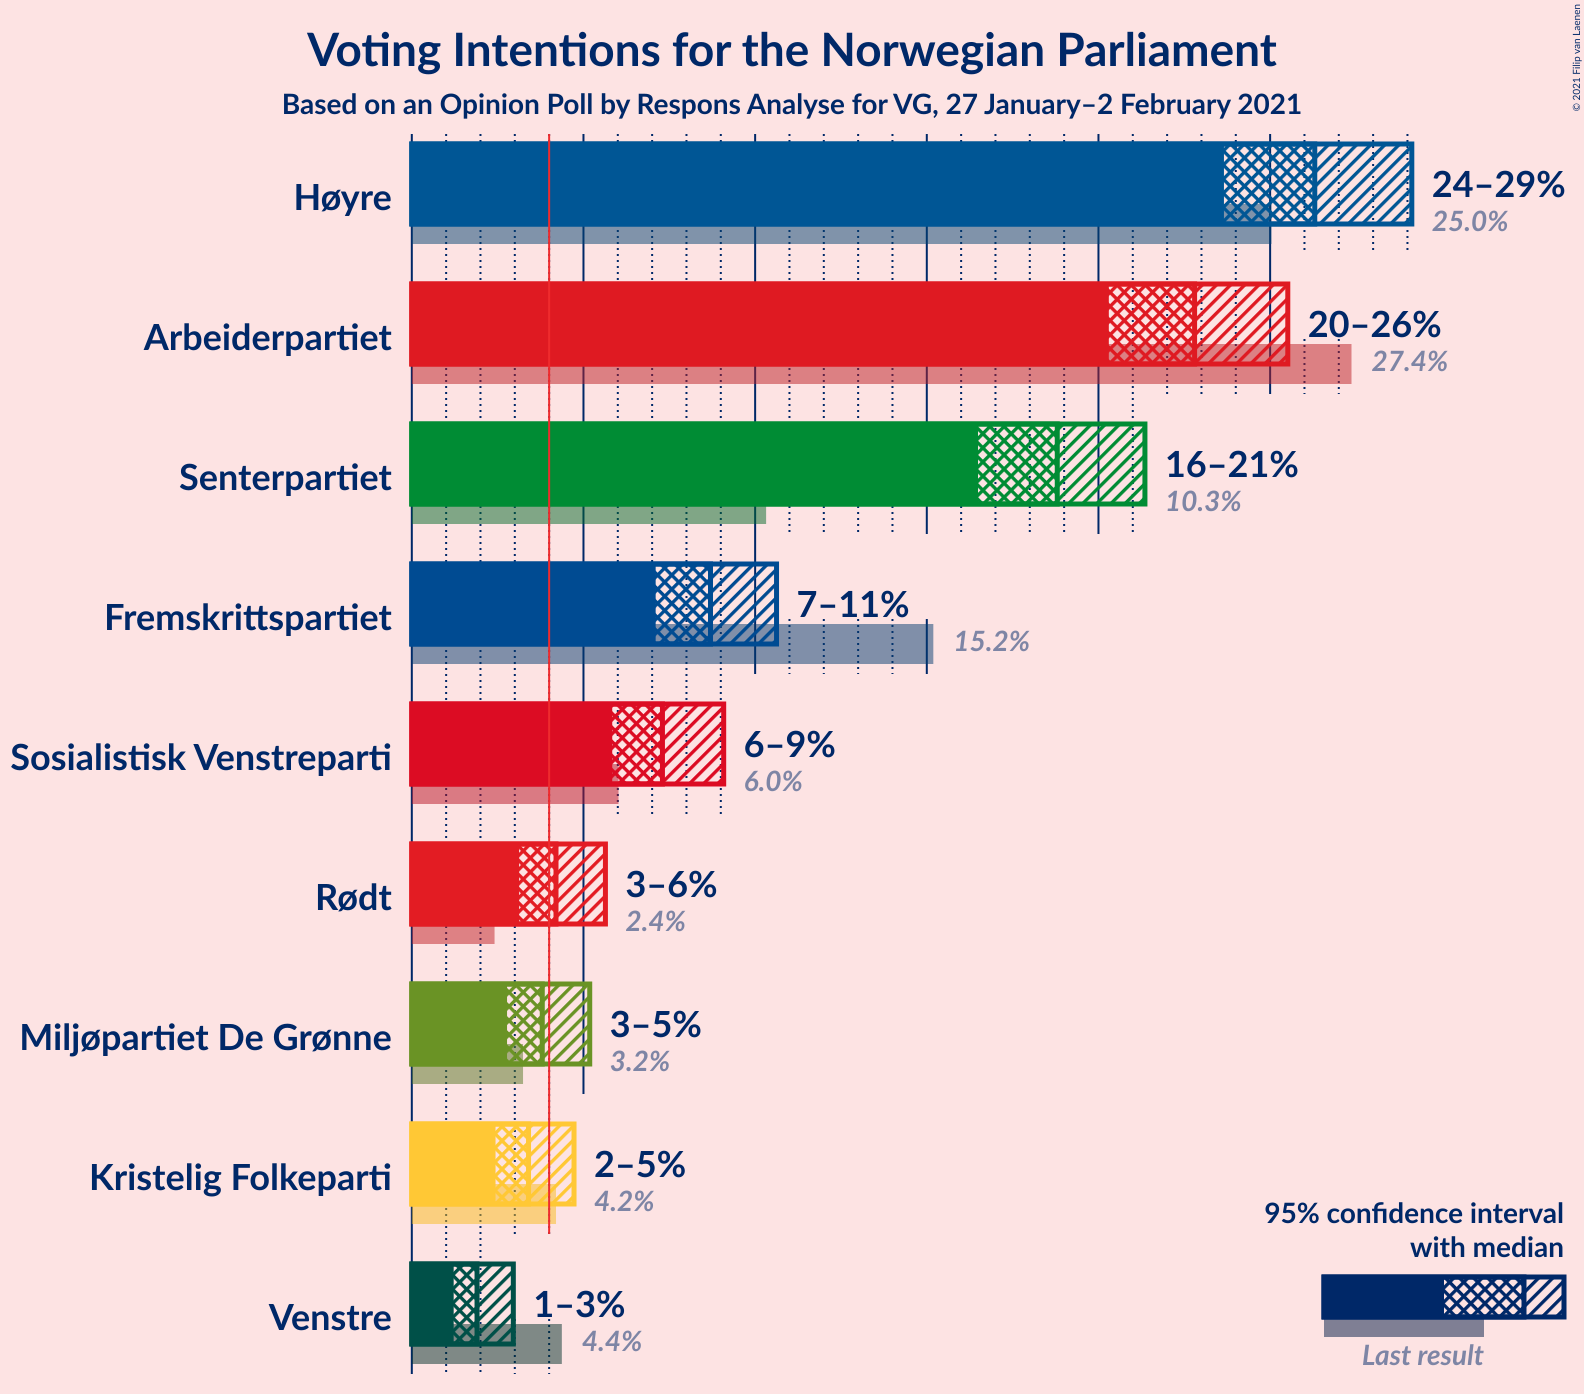 Voting Intentions for the Norwegian Parliament
Based on an Opinion Poll by Respons Analyse for VG, 27 January–2 February 2021
© 2021 Filip van Laenen
Høyre
24–29%
25.0%
Arbeiderpartiet
20–26%
27.4%
Senterpartiet
16–21%
10.3%
Fremskrittspartiet
7–11%
15.2%
Sosialistisk Venstreparti
6–9%
6.0%
Rødt
3–6%
2.4%
Miljøpartiet De Grønne
3–5%
3.2%
Kristelig Folkeparti
2–5%
4.2%
Venstre
1–3%
4.4%
95% confidence interval
with median
Last result